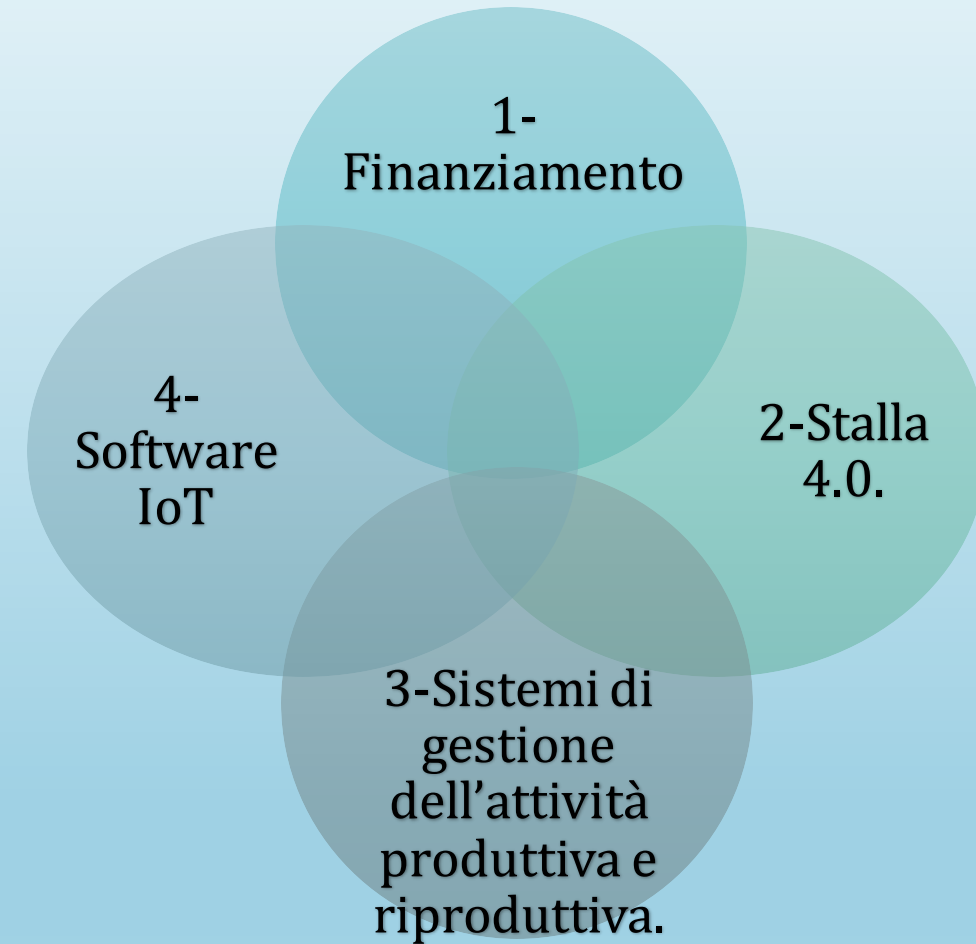 1-
Finanziamento
2-Stalla
4.0.
3-Sistemi di
gestione
dell’attività
produttiva e
riproduttiva.
4-
Software
IoT